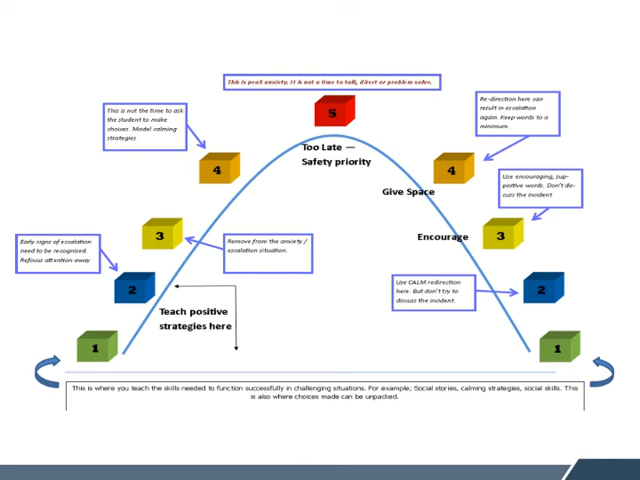 This is peak anxiety. It is not a time to talk, direct or problem solve.
5
This is not the time to ask
the student to make
choices. Model calming
strategies
4
Re-direction here can
result in escalation
again. Keep words to a
minimum.
Too Late —
Safety priority
4
Give Space
Use encouraging, sup-
portive words. Don't dis-
cuss the incident
3
Early signs of escalation
need to be recognised.
Refocus attention away
Remove from the anxiety /
escalation situation.
Encourage
3
2
Use CALM redirection
here. But don't try to
discuss the incident.
2
Teach positive
strategies here
1
1
This is where you teach the skills needed to function successfully in challenging situations. For example; Social stories, calming strategies, social skills. This
is also where choices made can be unpacked.